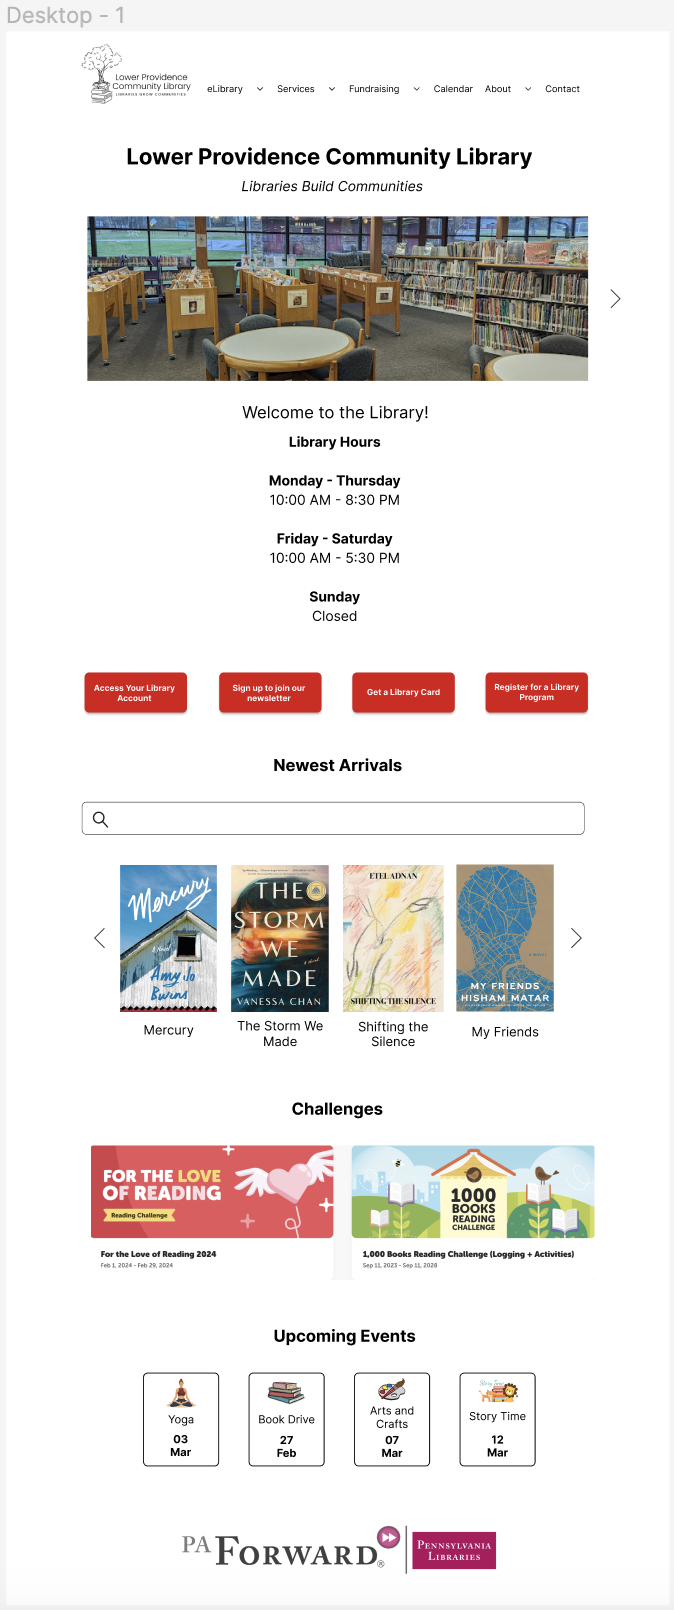 Desktop - 1
Lower Providence
Community Library
LIBRARIES GROW COMMUNITIES
eLibrary
Services
Fundraising
Calendar
About
Contact
Lower Providence Community Library
Libraries Build Communities
Welcome to the Library!
Library Hours
Monday - Thursday
10:00 AM - 8:30 PM
Friday - Saturday
10:00 AM - 5:30 PM
Sunday
Closed
Access Your Library
Account
Sign up to join our
newsletter
Get a Library Card
Register for a Library
Program
Newest Arrivals
Mercury
A Novel
Amy Jo
Burns
THE
STORM
WE
MADE
A Novel
VANESSA CHAN
ETEL ADNAN
SHIFTING THE SILENCE
A NOVEL
MY FRIENDS
HISHAM MATAR
Mercury
The Storm We
Made
Shifting the
Silence
My Friends
Challenges
FOR THE LOVE
OF READING
Reading Challenge
For the Love of Reading 2024
Feb 1, 2024 - Feb 29, 2024
1000
BOOKS
READING
CHALLENGE
1,000 Books Reading Challenge (Logging + Activities)
Sep 11, 2023 - Sep 11, 2028
Upcoming Events
Yoga
03
Mar
Book Drive
27
Feb
Arts and
Crafts
07
Mar
Story Time
Story Time
12
Mar
PA FORWARD®
PENNSYLVANIA
LIBRARIES